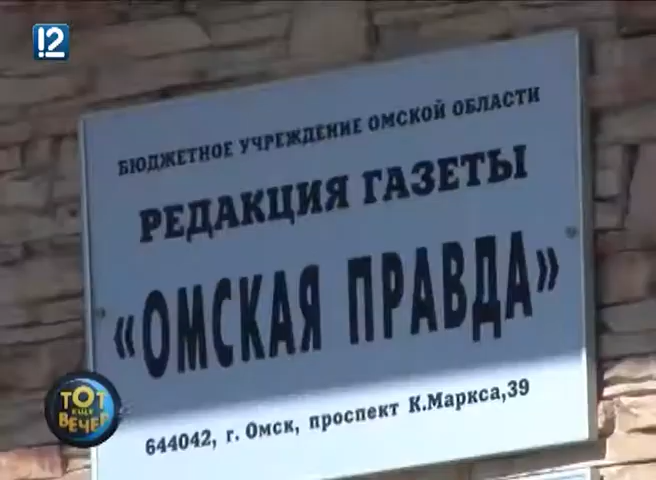 12
БЮДЖЕТНОЕ УЧРЕЖДЕНИЕ ОМСКОЙ ОБЛАСТИ
РЕДАКЦИЯ ГАЗЕТЫ
«ОМСКАЯ ПРАВДА»
644042, г. Омск, проспект К.Маркса,39
ТОТ
ЕЩЕ
ВЕЧЕР